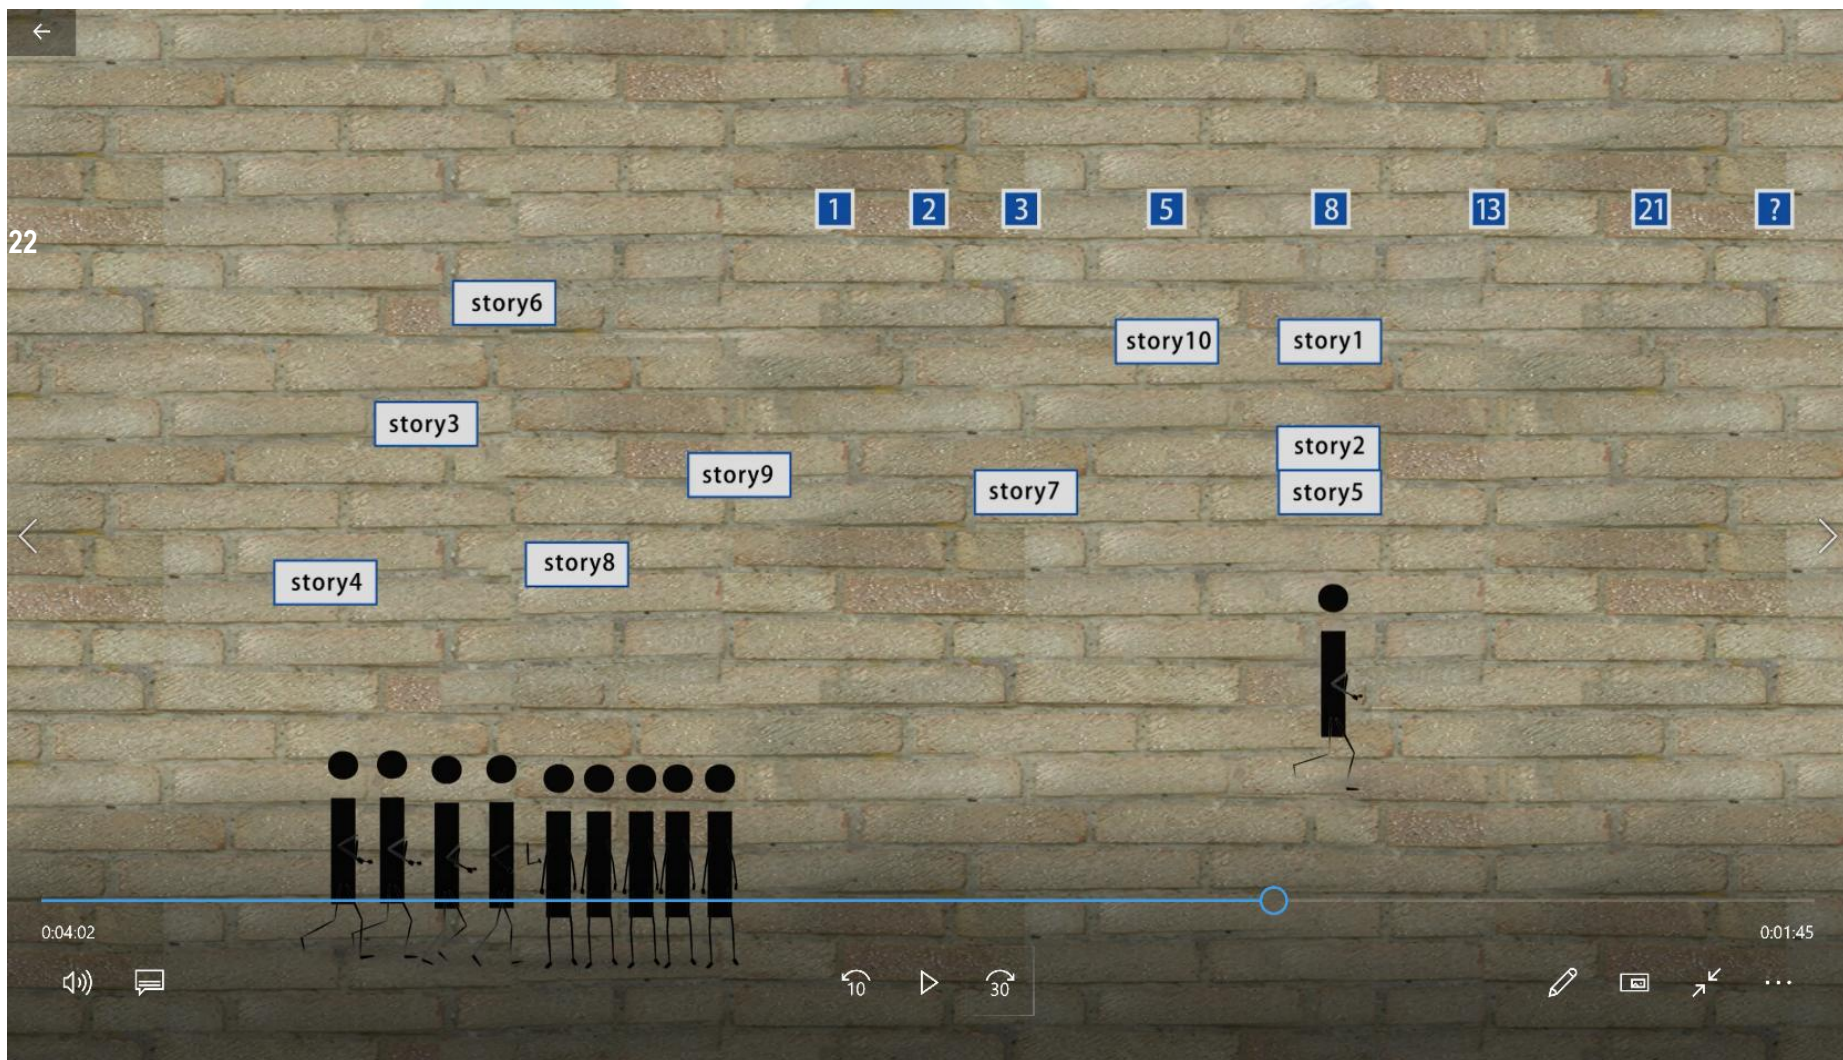 1 2 3 5 8 13 21 ?
22
story6
story10 story1
story3
story2
story9
story7 story5
story8
story4
0:04:02 0:01:45
10 30